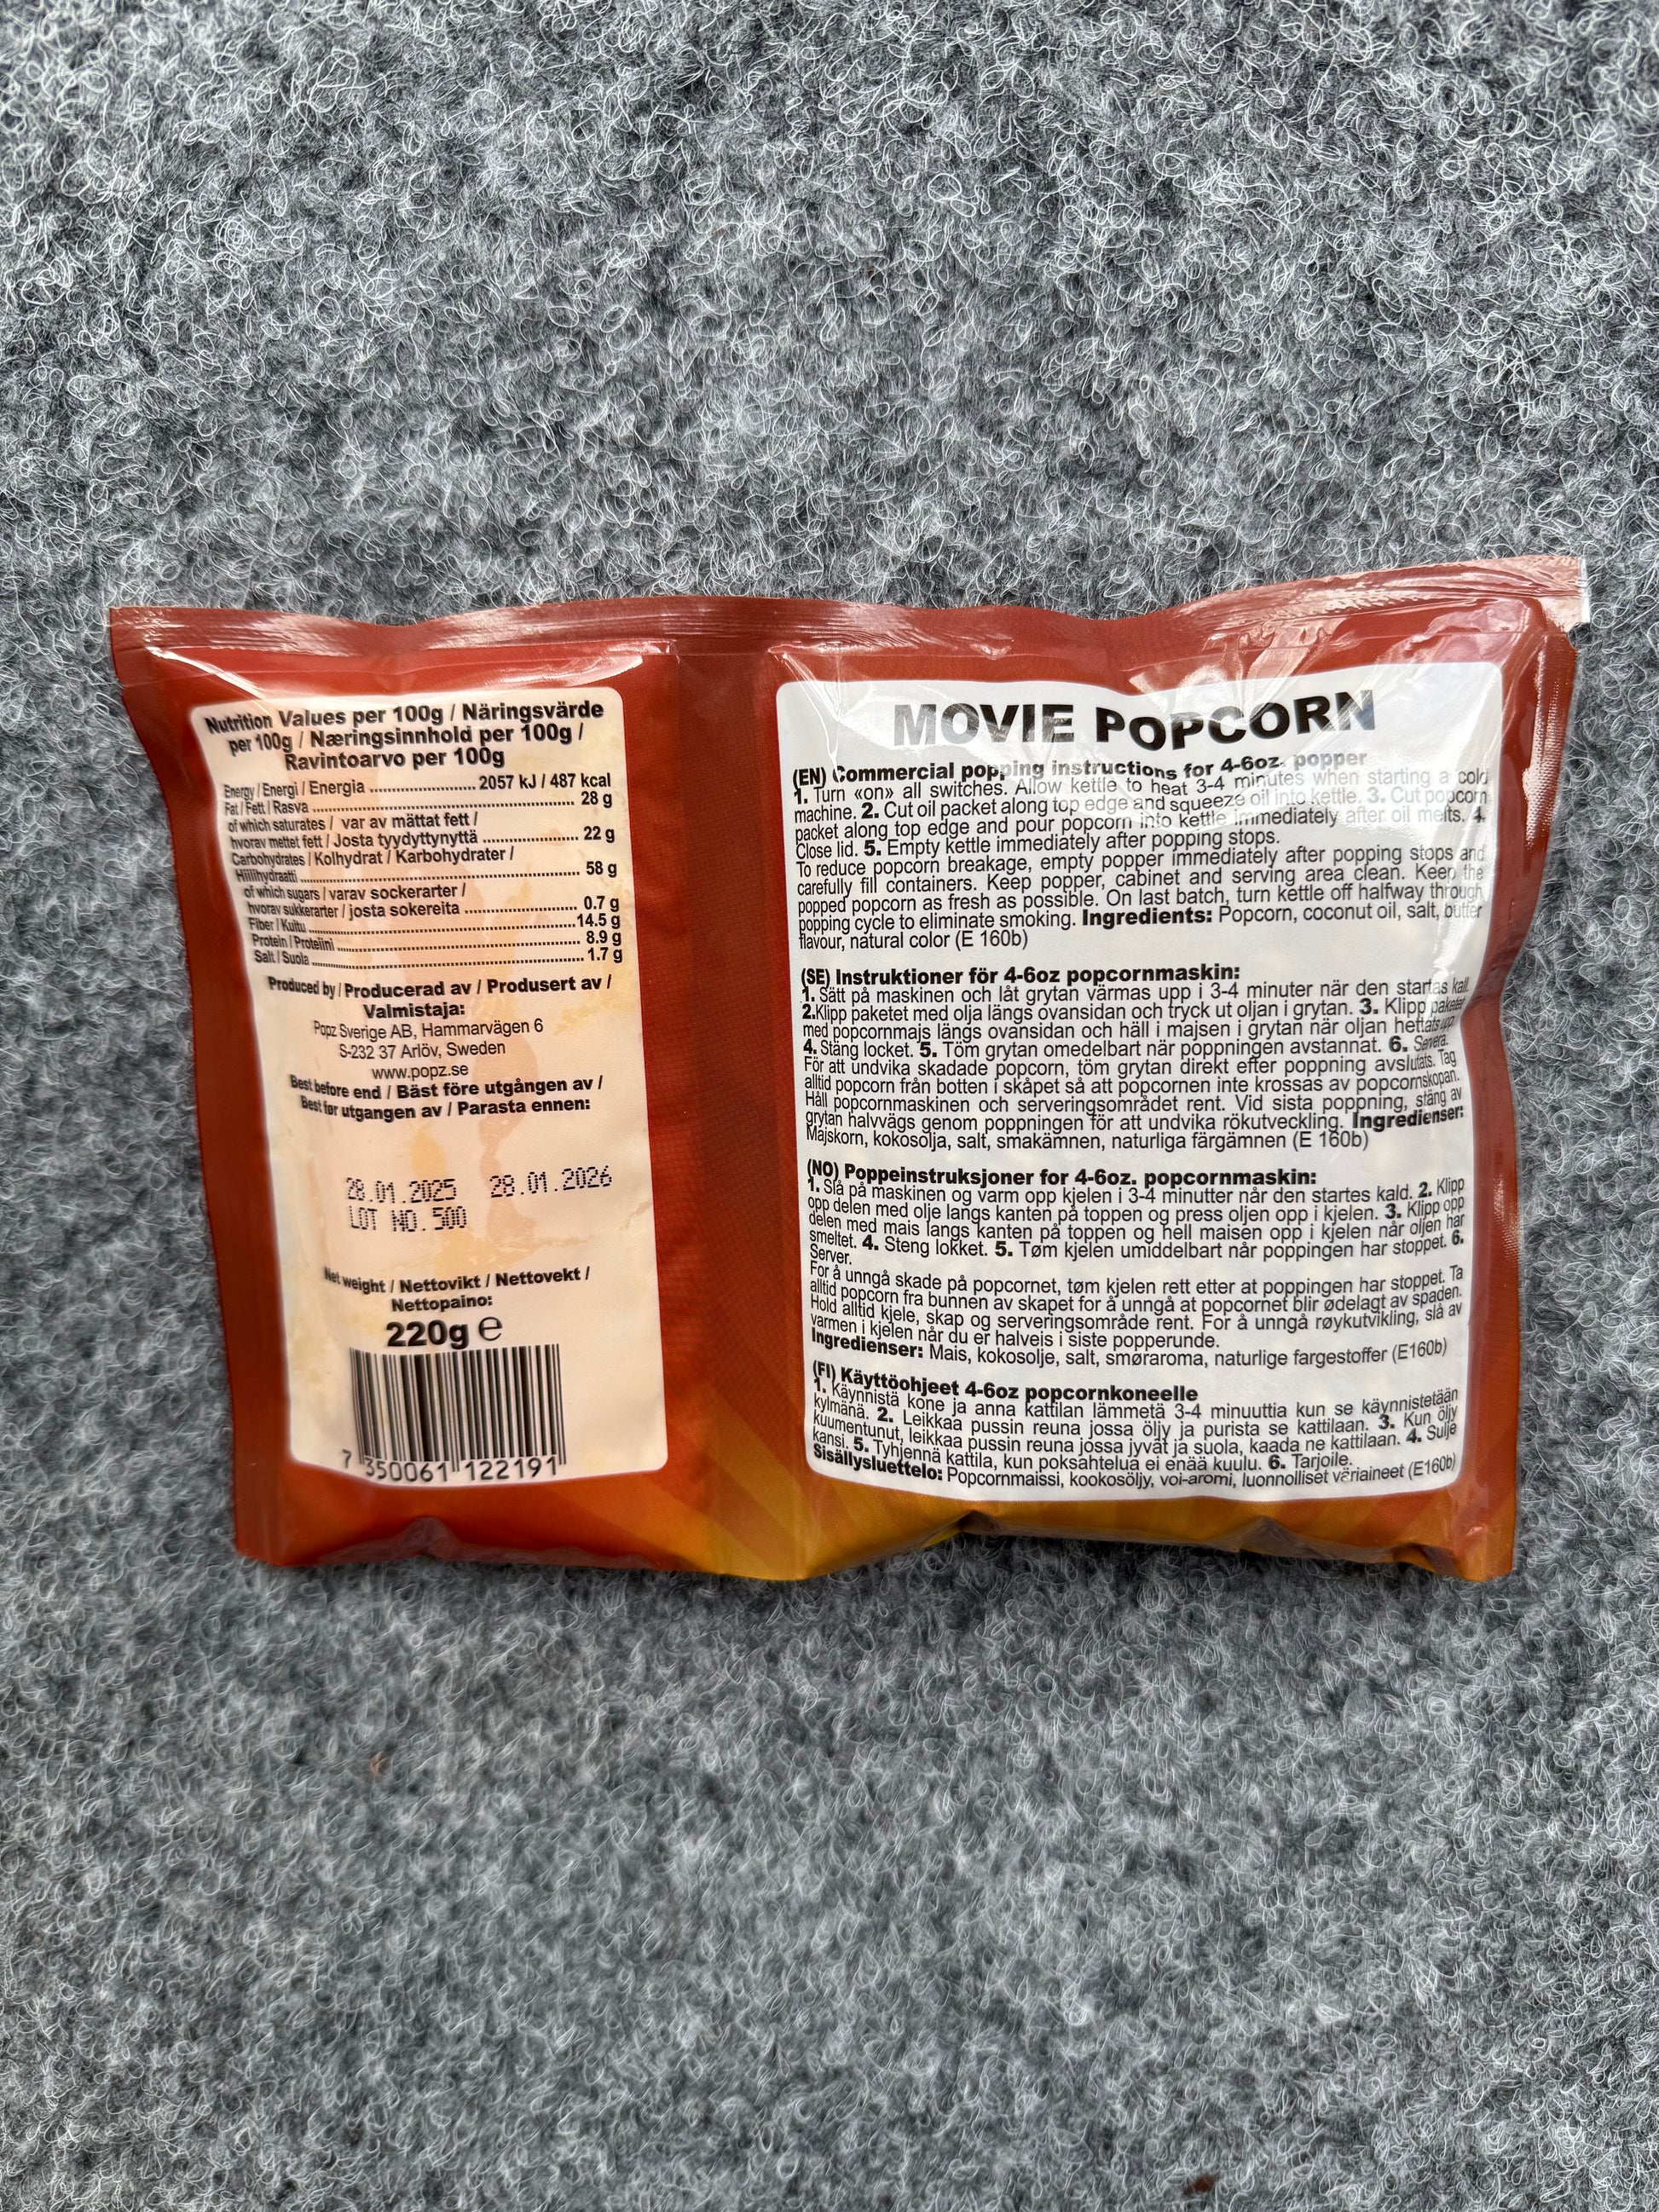 Nutrition Values per 100g / Näringsvärde
per 100g / Næringsinnhold per 100g /
Ravintoarvo per 100g
Energy / Energi / Energia ........................ 2057 kJ / 487 kcal
Fat / Fett / Rasva ........................ 28 g
of which saturates / var av mättat fett /
hvorav mettet fett / Josta tyydyttynyttä ........................ 22 g
Carbohydrates / Kolhydrat / Karbohydrater /
Hiilihydraatti ........................ 58 g
of which sugars / varav sockerarter /
hvorav sukkerarter / josta sokereita ........................ 0.7 g
Fiber / Kuitu ........................ 14.5 g
Protein / Proteiini ........................ 8.9 g
Salt / Suola ........................ 1.7 g
Produced by / Producerad av / Produsert av /
Valmistaja:
Popz Sverige AB, Hammarvägen 6
S-232 37 Arlöv, Sweden
www.popz.se
Best before end / Bäst före utgången av /
Best før utgangen av / Parasta ennen:
28.01.2025 28.01.2026
LOT NO. 500
Net weight / Nettovikt / Nettovekt /
Nettopaino:
220g ℮
7 350061 122191
MOVIE POPCORN
(EN) Commercial popping instructions for 4-6oz. popper
1. Turn «on» all switches. Allow kettle to heat 3-4 minutes when starting a cold
machine. 2. Cut oil packet along top edge and squeeze oil into kettle. 3. Cut popcorn
packet along top edge and pour popcorn into kettle immediately after oil melts. 4.
Close lid. 5. Empty kettle immediately after popping stops.
To reduce popcorn breakage, empty popper immediately after popping stops and
carefully fill containers. Keep popper, cabinet and serving area clean. Keep the
popped popcorn as fresh as possible. On last batch, turn kettle off halfway through
popping cycle to eliminate smoking. Ingredients: Popcorn, coconut oil, salt, butter
flavour, natural color (E 160b)
(SE) Instruktioner för 4-6oz popcornmaskin:
1. Sätt på maskinen och låt grytan värmas upp i 3-4 minuter när den startas kall.
2.Klipp paketet med olja längs ovansidan och tryck ut oljan i grytan. 3. Klipp paketet
med popcornmajs längs ovansidan och häll i majsen i grytan när oljan hettats upp.
4. Stäng locket. 5. Töm grytan omedelbart när poppningen avstannat. 6. Servera.
För att undvika skadade popcorn, töm grytan direkt efter poppning avslutats. Tag
alltid popcorn från botten i skåpet så att popcornen inte krossas av popcornskopan.
Håll popcornmaskinen och serveringsområdet rent. Vid sista poppning, stäng av
grytan halvvägs genom poppningen för att undvika rökutveckling. Ingredienser:
Majskorn, kokosolja, salt, smakämnen, naturliga färgämnen (E 160b)
(NO) Poppeinstruksjoner for 4-6oz. popcornmaskin:
1. Slå på maskinen og varm opp kjelen i 3-4 minutter når den startes kald. 2. Klipp
opp delen med olje langs kanten på toppen og press oljen opp i kjelen. 3. Klipp opp
delen med mais langs kanten på toppen og hell maisen opp i kjelen når oljen har
smeltet. 4. Steng lokket. 5. Tøm kjelen umiddelbart når poppingen har stoppet. 6.
Server.
For å unngå skade på popcornet, tøm kjelen rett etter at poppingen har stoppet. Ta
alltid popcorn fra bunnen av skapet for å unngå at popcornet blir ødelagt av spaden.
Hold alltid kjele, skap og serveringsområde rent. For å unngå røykutvikling, slå av
varmen i kjelen når du er halveis i siste popperunde.
Ingredienser: Mais, kokosolje, salt, smøraroma, naturlige fargestoffer (E160b)
(FI) Käyttöohjeet 4-6oz popcornkoneelle
1. Käynnistä kone ja anna kattilan lämmetä 3-4 minuuttia kun se käynnistetään
kylmänä. 2. Leikkaa pussin reuna jossa öljy ja purista se kattilaan. 3. Kun öljy
kuumentunut, leikkaa pussin reuna jossa jyvät ja suola, kaada ne kattilaan. 4. Sulje
kansi. 5. Tyhjennä kattila, kun poksahtelua ei enää kuulu. 6. Tarjoile.
Sisällysluettelo: Popcornmaissi, kookosöljy, voi-aromi, luonnolliset väriaineet (E160b)